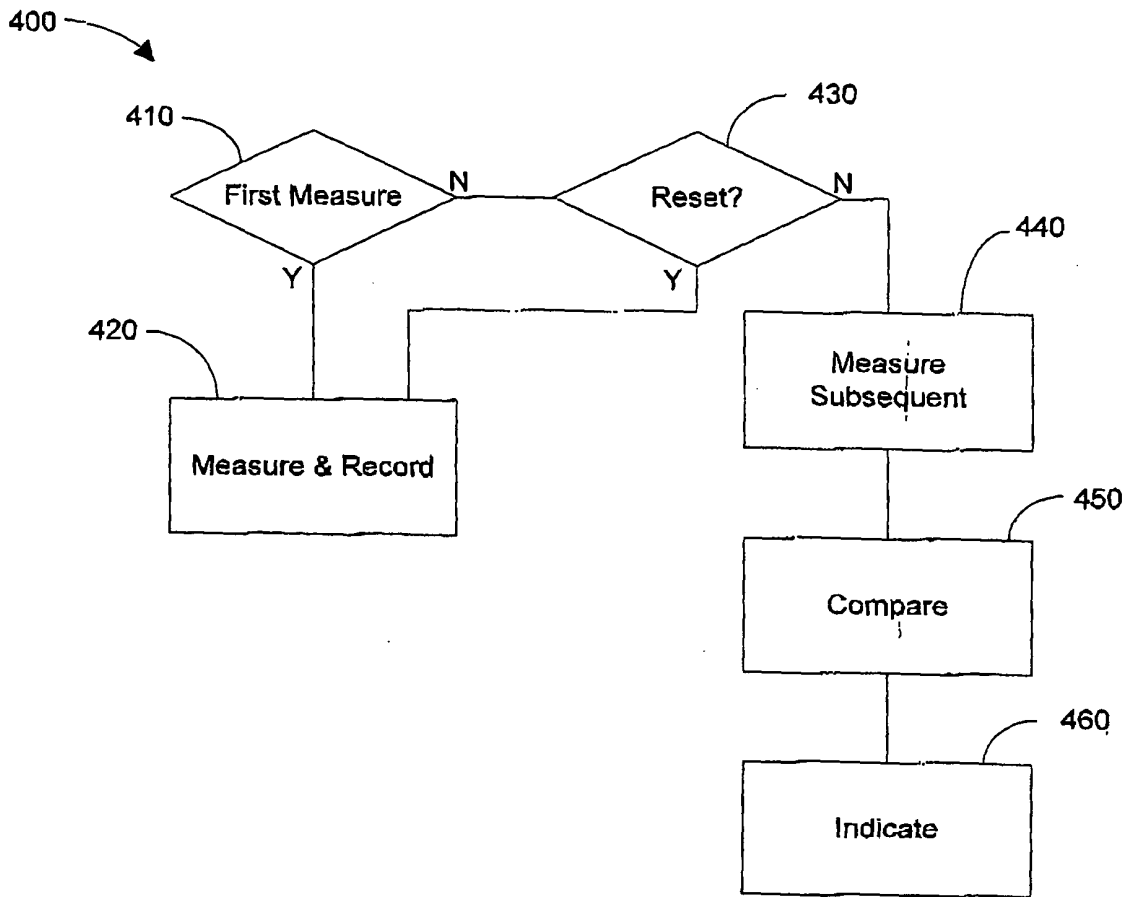 400
410
430
First Measure
N
Reset?
N
440
Y
Y
420
Measure
Subsequent
Measure & Record
450
Compare
460
Indicate